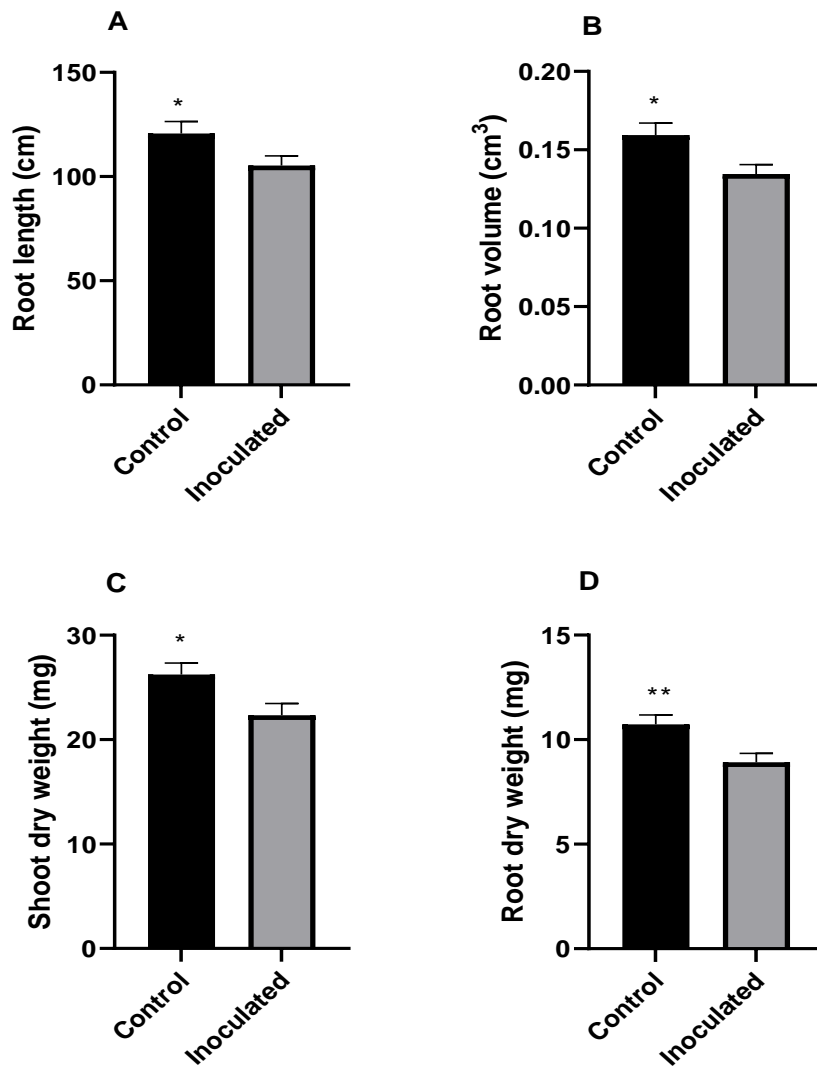 A
Root length (cm)
150
100
50
0
*
Control
Inoculated
B
Root volume (cm³)
0.20
0.15
0.10
0.05
0.00
*
Control
Inoculated
C
Shoot dry weight (mg)
30
20
10
0
*
Control
Inoculated
D
Root dry weight (mg)
15
10
5
0
**
Control
Inoculated